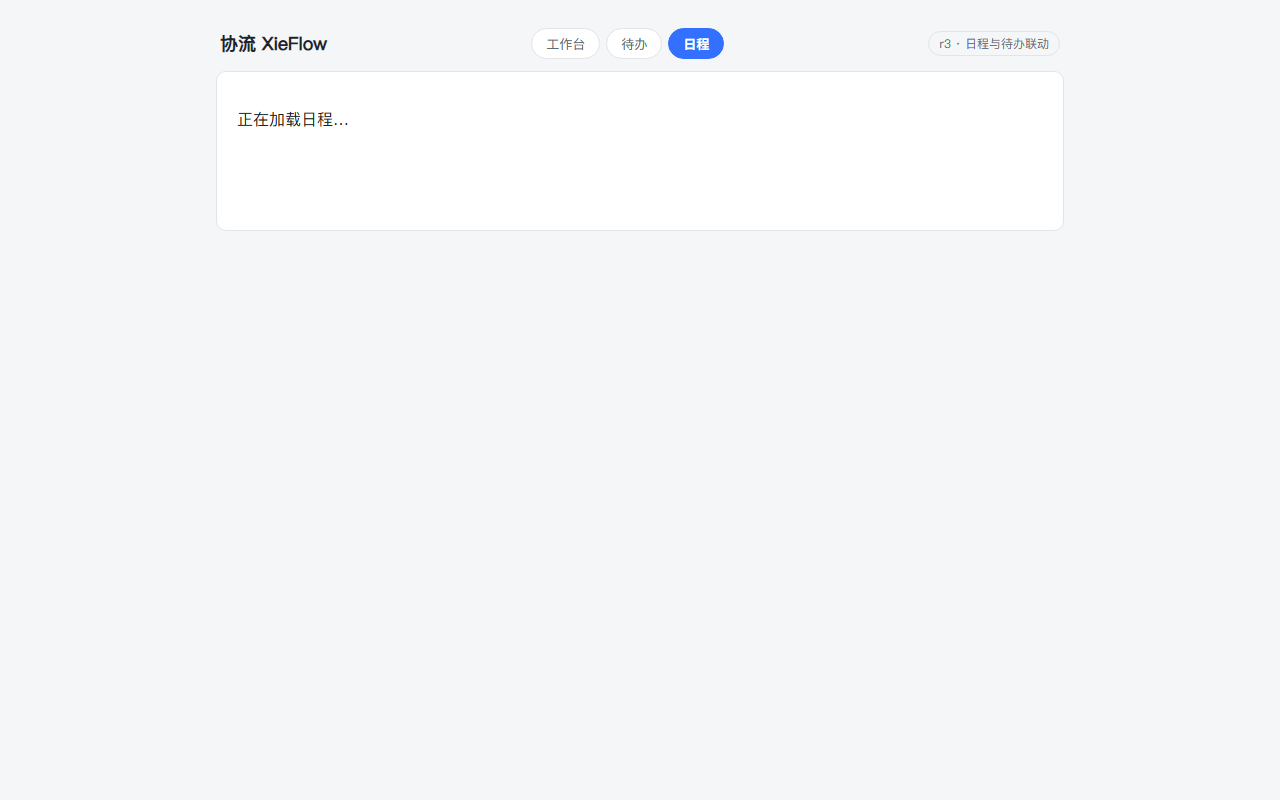 协流 XieFlow
工作台
待办
日程
r3 · 日程与待办联动
正在加载日程…